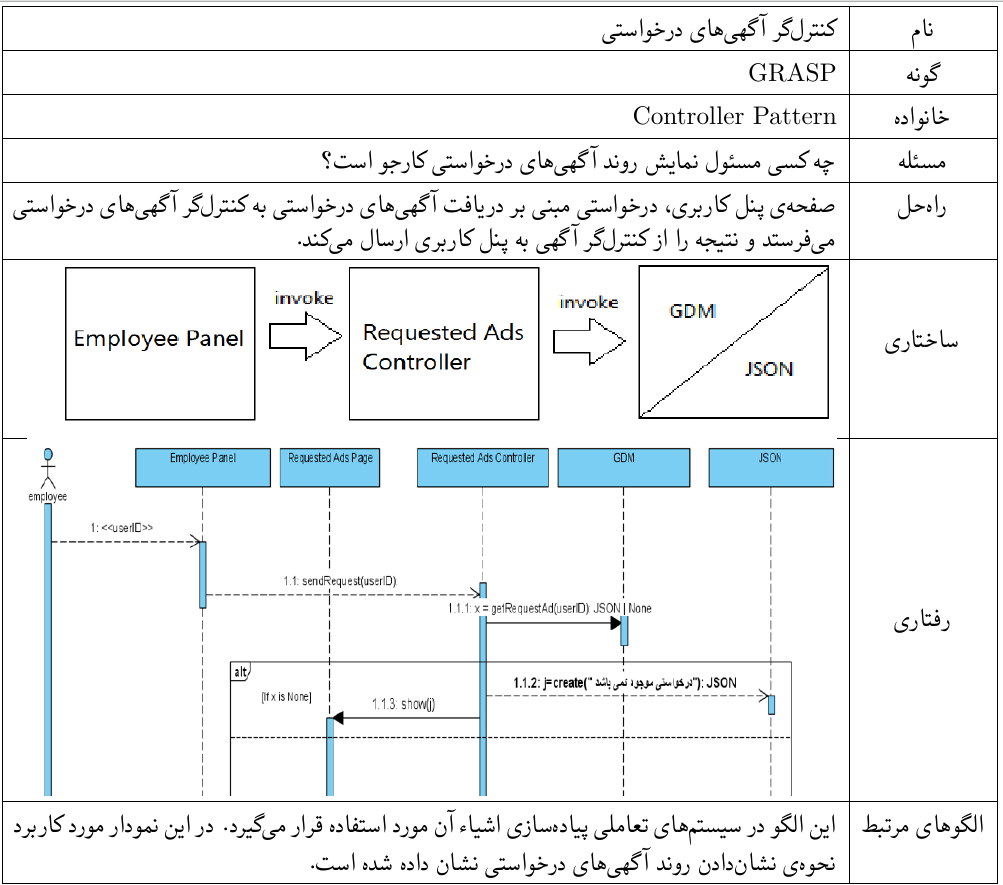 نام
کنترل‌گر آگهی‌های درخواستی
گونه
GRASP
خانواده
Controller Pattern
مسئله
چه کسی مسئول نمایش روند آگهی‌های درخواستی کارجو است؟
راه‌حل
صفحه‌ی پنل کاربری، درخواستی مبنی بر دریافت آگهی‌های درخواستی به کنترل‌گر آگهی‌های درخواستی
می‌فرستد و نتیجه را از کنترل‌گر آگهی به پنل کاربری ارسال می‌کند.
ساختاری
Employee Panel
invoke
Requested Ads
Controller
invoke
GDM
JSON
رفتاری
employee
Employee Panel
Requested Ads Page
Requested Ads Controller
GDM
JSON
1: <<userID>>
1.1: sendRequest(userID)
1.1.1: x = getRequestAd(userID): JSON | None
alt
[If x is None]
1.1.2: j=create("درخواستی موجود نمی باشد"): JSON
1.1.3: show(j)
الگوهای مرتبط
این الگو در سیستم‌های تعاملی پیاده‌سازی اشیاء آن مورد استفاده قرار می‌گیرد. در این نمودار مورد کاربرد
نحوه‌ی نشان‌دادن روند آگهی‌های درخواستی نشان داده شده است.